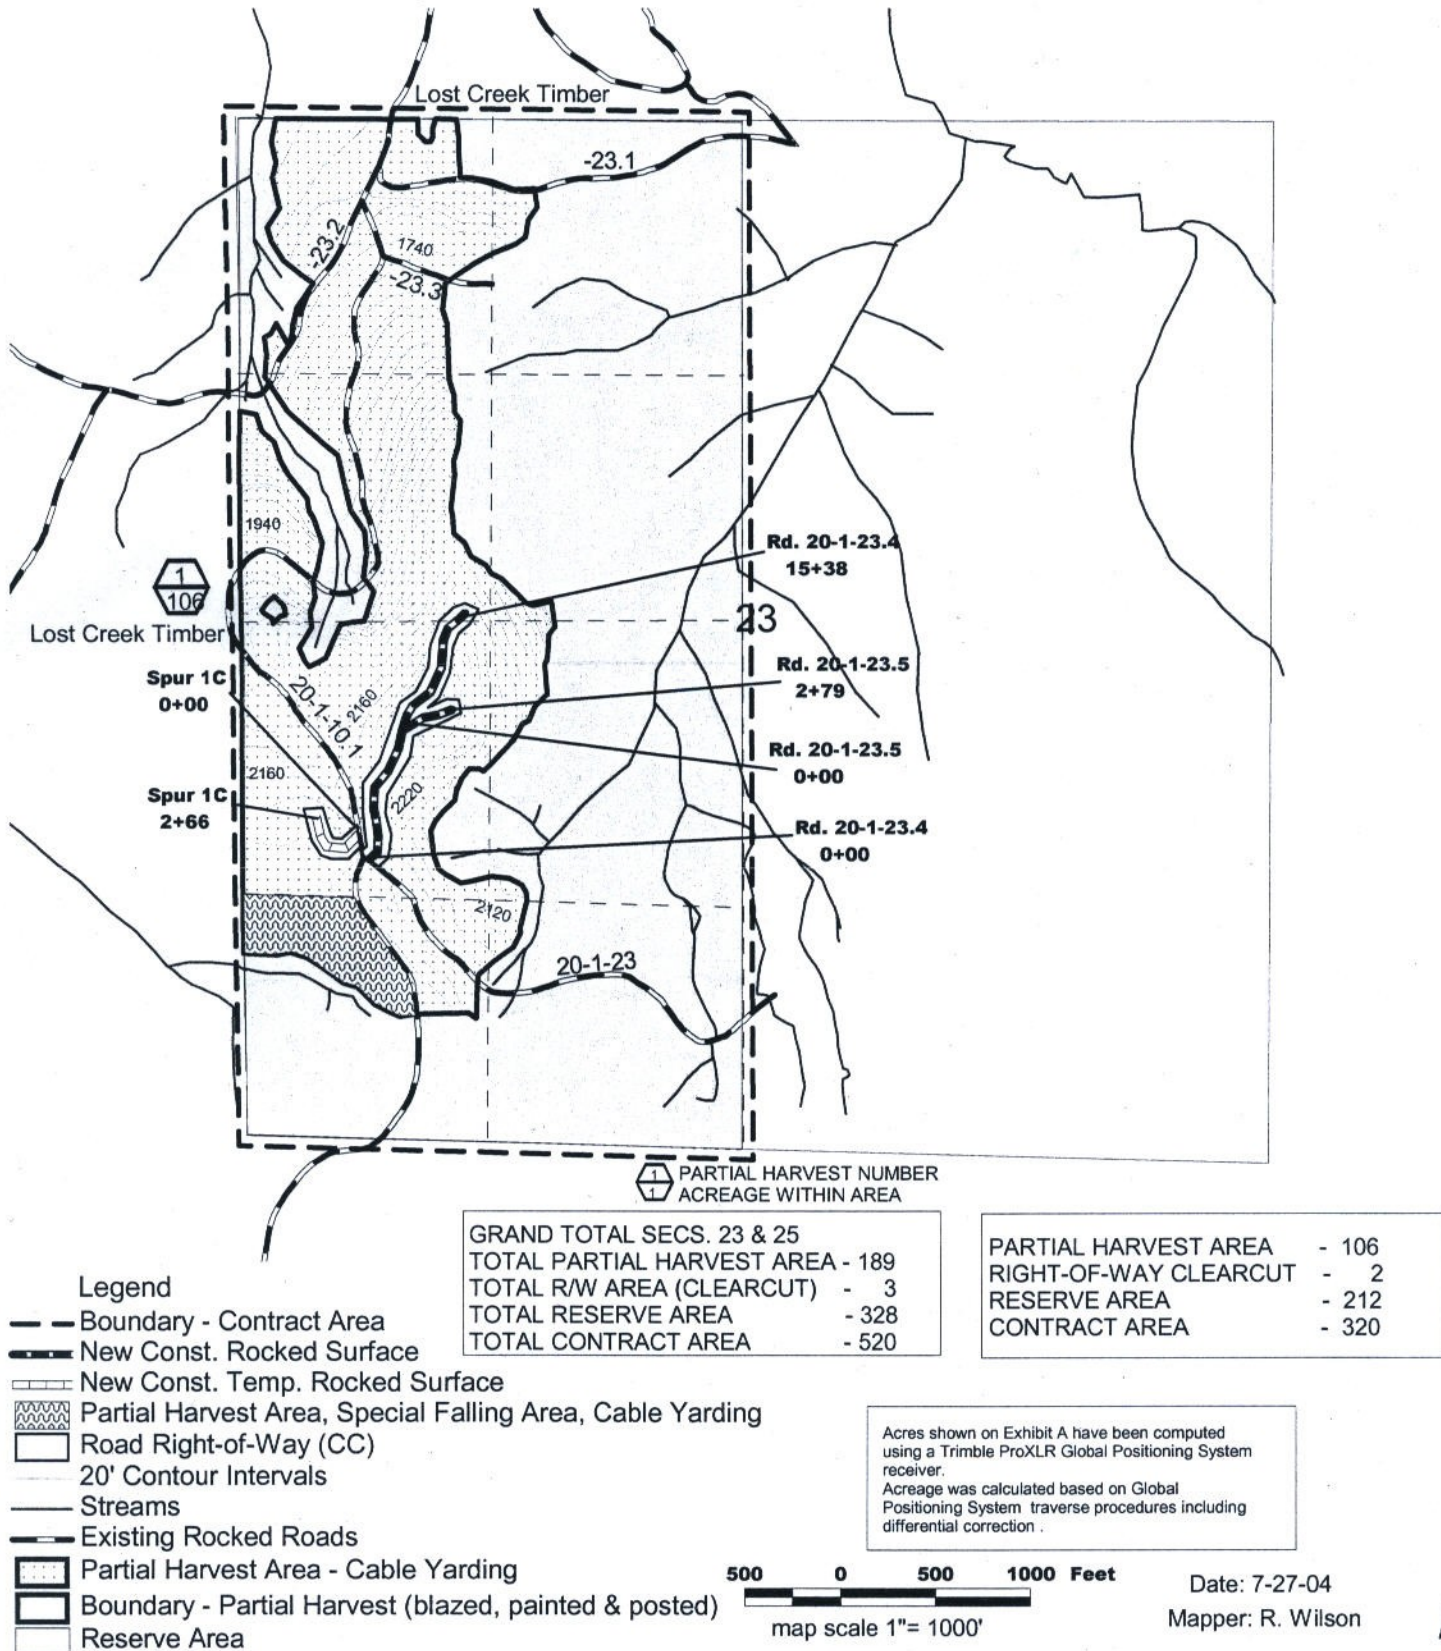 Lost Creek Timber
-23.1
-23.2
1740
-23.3
1940
Rd. 20-1-23.4
15+38
1
106
Lost Creek Timber
23
Spur 1C
0+00
Rd. 20-1-23.5
2+79
20-1-10.1
2160
Rd. 20-1-23.5
0+00
2160
Spur 1C
2+66
2220
Rd. 20-1-23.4
0+00
2120
20-1-23
1 PARTIAL HARVEST NUMBER
1 ACREAGE WITHIN AREA
GRAND TOTAL SECS. 23 & 25
TOTAL PARTIAL HARVEST AREA - 189
TOTAL R/W AREA (CLEARCUT) - 3
TOTAL RESERVE AREA - 328
TOTAL CONTRACT AREA - 520
PARTIAL HARVEST AREA - 106
RIGHT-OF-WAY CLEARCUT - 2
RESERVE AREA - 212
CONTRACT AREA - 320
Legend
Boundary - Contract Area
New Const. Rocked Surface
New Const. Temp. Rocked Surface
Partial Harvest Area, Special Falling Area, Cable Yarding
Road Right-of-Way (CC)
20' Contour Intervals
Streams
Existing Rocked Roads
Partial Harvest Area - Cable Yarding
Boundary - Partial Harvest (blazed, painted & posted)
Reserve Area
Acres shown on Exhibit A have been computed
using a Trimble ProXLR Global Positioning System
receiver.
Acreage was calculated based on Global
Positioning System traverse procedures including
differential correction .
500 0 500 1000 Feet
map scale 1"= 1000'
Date: 7-27-04
Mapper: R. Wilson